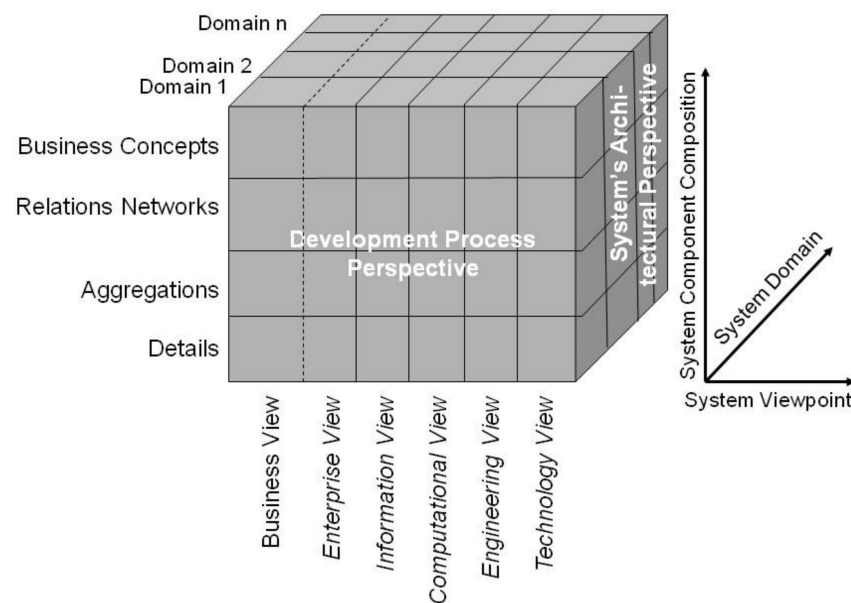 Domain n
Domain 2
Domain 1
Business Concepts
Relations Networks
Aggregations
Details
Development Process
Perspective
System's Archi-
tectural Perspective
Business View
Enterprise View
Information View
Computational View
Engineering View
Technology View
System Component Composition
System Domain
System Viewpoint